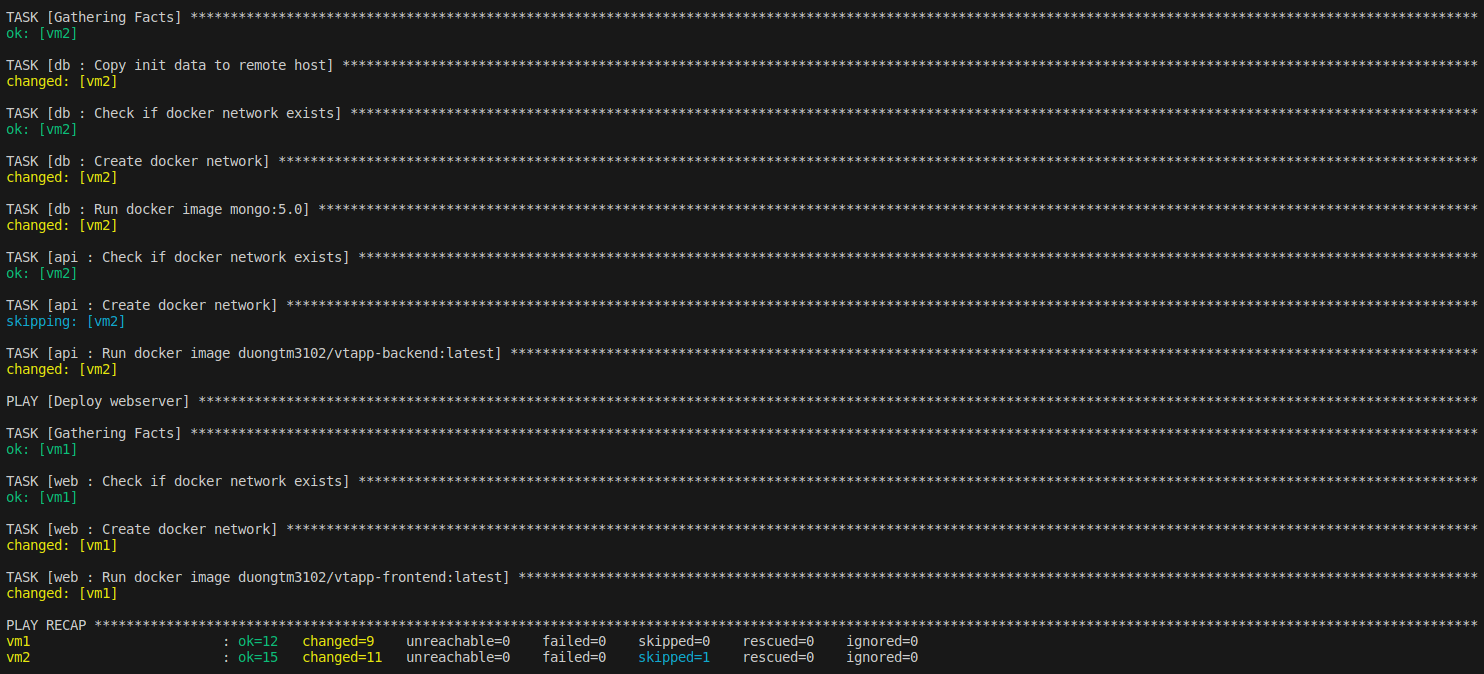 TASK [Gathering Facts] *****************************************************************************************************************************************************************
ok: [vm2]
TASK [db : Copy init data to remote host] **********************************************************************************************************************************************
changed: [vm2]
TASK [db : Check if docker network exists] *********************************************************************************************************************************************
ok: [vm2]
TASK [db : Create docker network] ******************************************************************************************************************************************************
changed: [vm2]
TASK [db : Run docker image mongo:5.0] *************************************************************************************************************************************************
changed: [vm2]
TASK [api : Check if docker network exists] ********************************************************************************************************************************************
ok: [vm2]
TASK [api : Create docker network] *****************************************************************************************************************************************************
skipping: [vm2]
TASK [api : Run docker image duongtm3102/vtapp-backend:latest] *************************************************************************************************************************
changed: [vm2]
PLAY [Deploy webserver] ****************************************************************************************************************************************************************
TASK [Gathering Facts] *****************************************************************************************************************************************************************
ok: [vm1]
TASK [web : Check if docker network exists] ********************************************************************************************************************************************
ok: [vm1]
TASK [web : Create docker network] *****************************************************************************************************************************************************
changed: [vm1]
TASK [web : Run docker image duongtm3102/vtapp-frontend:latest] ************************************************************************************************************************
changed: [vm1]
PLAY RECAP *****************************************************************************************************************************************************************************
vm1                        : ok=12   changed=9    unreachable=0    failed=0    skipped=0    rescued=0    ignored=0
vm2                        : ok=15   changed=11   unreachable=0    failed=0    skipped=1    rescued=0    ignored=0